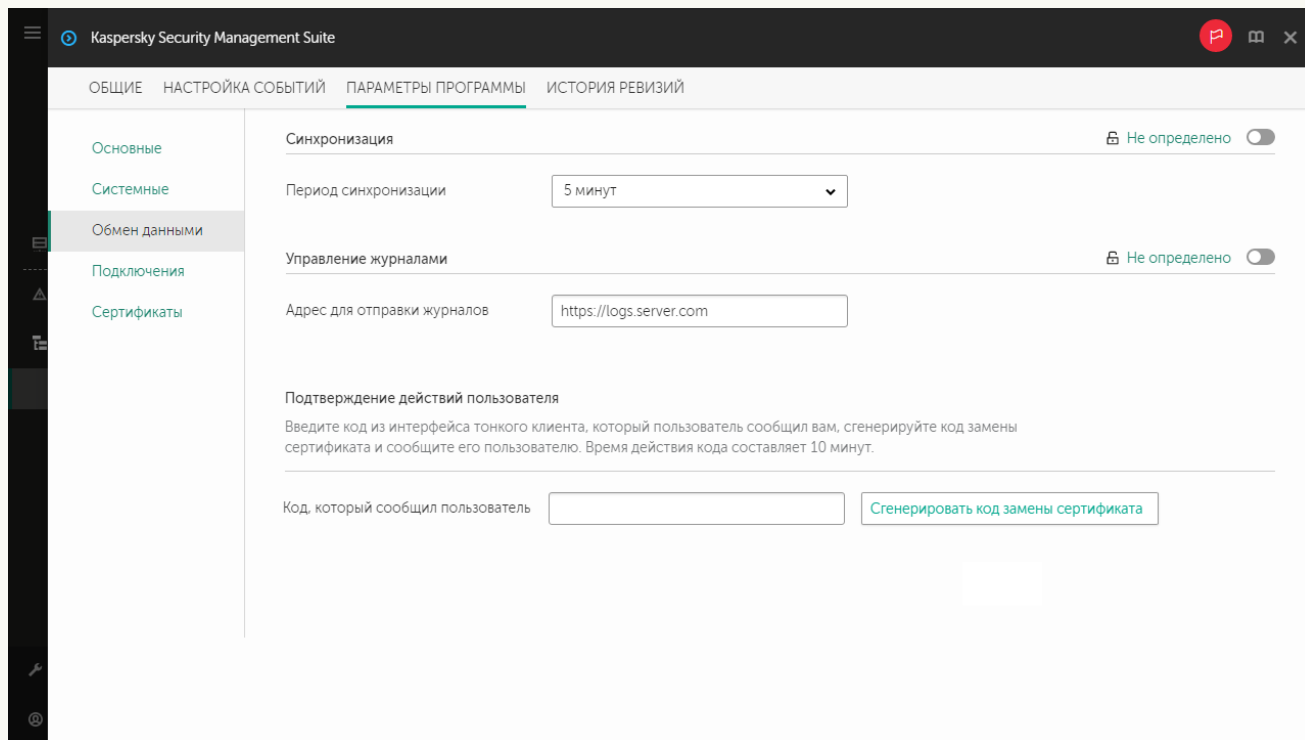 Kaspersky Security Management Suite
ОБЩИЕ НАСТРОЙКА СОБЫТИЙ ПАРАМЕТРЫ ПРОГРАММЫ ИСТОРИЯ РЕВИЗИЙ
Основные
Системные
Обмен данными
Подключения
Сертификаты
Синхронизация Не определено
Период синхронизации 5 минут
Управление журналами Не определено
Адрес для отправки журналов https://logs.server.com
Подтверждение действий пользователя
Введите код из интерфейса тонкого клиента, который пользователь сообщил вам, сгенерируйте код замены
сертификата и сообщите его пользователю. Время действия кода составляет 10 минут.
Код, который сообщил пользователь Сгенерировать код замены сертификата